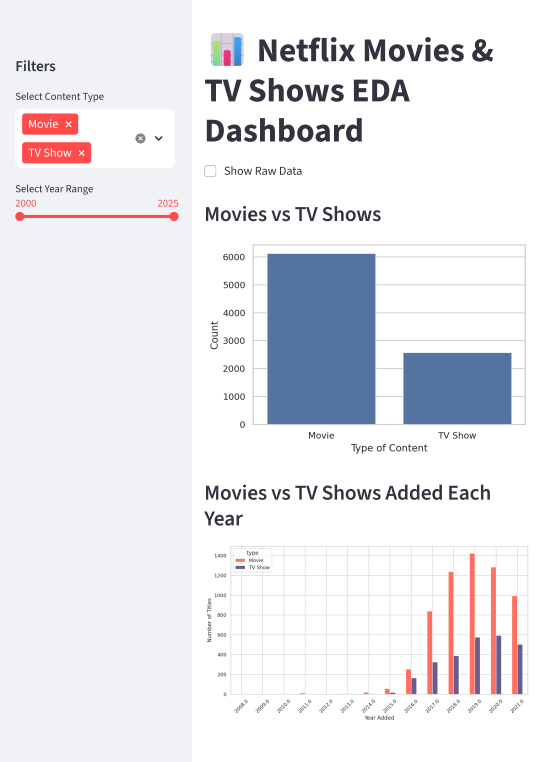 Filters
Select Content Type
Movie
TV Show
Select Year Range
2000 2025
Netflix Movies &
TV Shows EDA
Dashboard
Show Raw Data
Movies vs TV Shows
6000
5000
4000
3000
2000
1000
0
Count
Movie TV Show
Type of Content
Movies vs TV Shows Added Each
Year
type
Movie
TV Show
1400
1200
1000
800
600
400
200
0
Number of Titles
2008.0 2009.0 2010.0 2011.0 2012.0 2013.0 2014.0 2015.0 2016.0 2017.0 2018.0 2019.0 2020.0 2021.0
Year Added